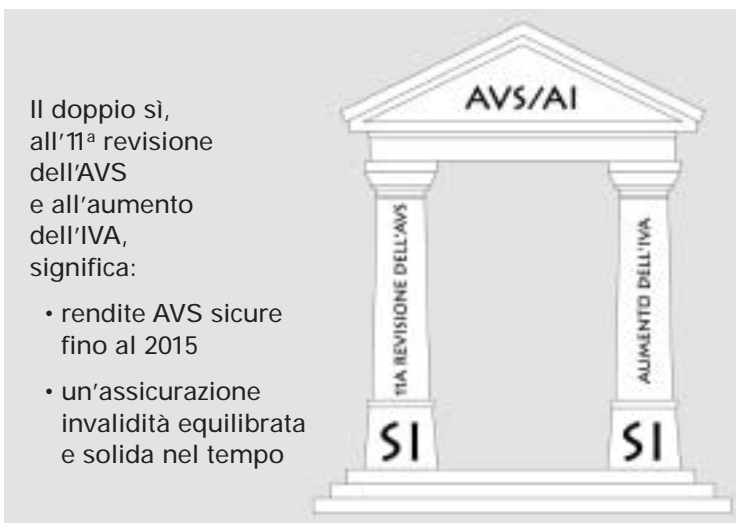 Il doppio sì,
all'11ª revisione
dell'AVS
e all'aumento
dell'IVA,
significa:
• rendite AVS sicure
fino al 2015
• un'assicurazione
invalidità equilibrata
e solida nel tempo
AVS/AI
11A REVISIONE DELL'AVS
AUMENTO DELL'IVA
SI
SI